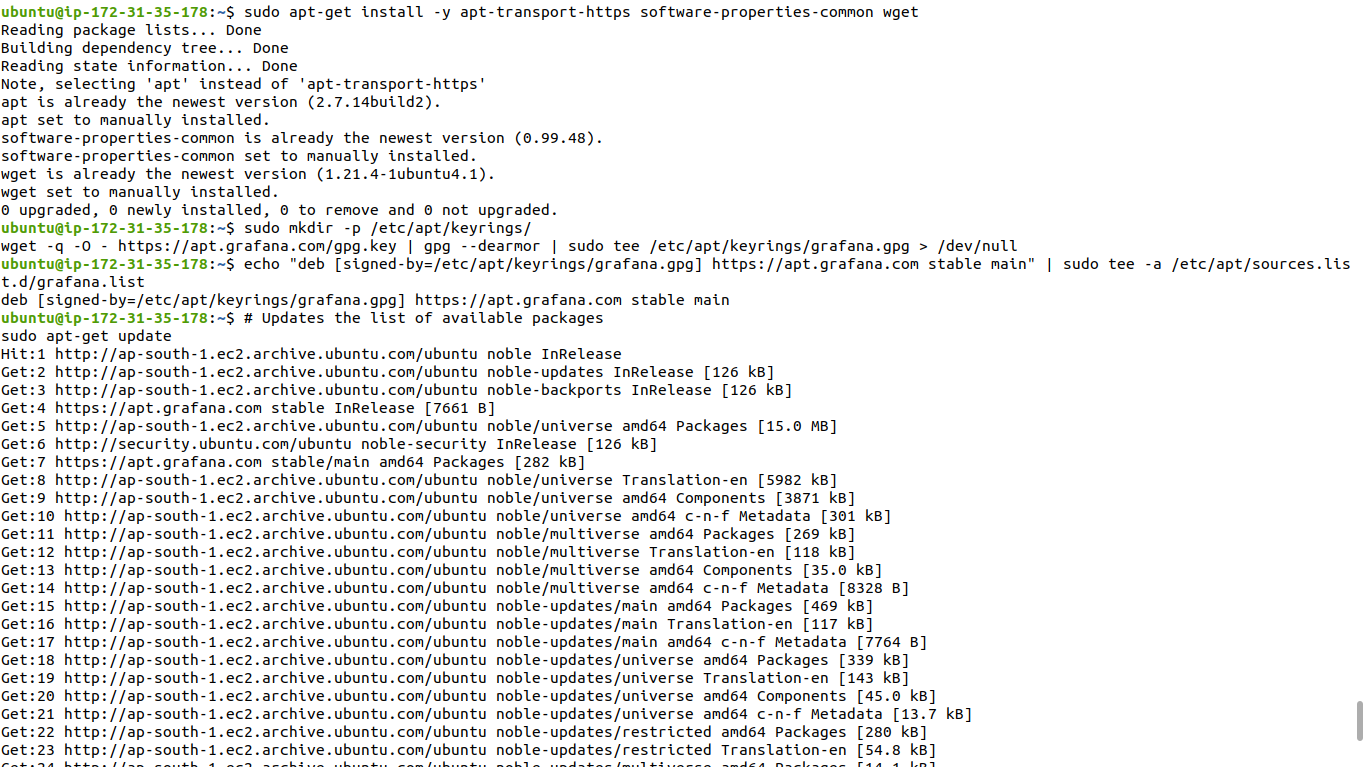 ubuntu@ip-172-31-35-178:~$ sudo apt-get install -y apt-transport-https software-properties-common wget
Reading package lists... Done
Building dependency tree... Done
Reading state information... Done
Note, selecting 'apt' instead of 'apt-transport-https'
apt is already the newest version (2.7.14build2).
apt set to manually installed.
software-properties-common is already the newest version (0.99.48).
software-properties-common set to manually installed.
wget is already the newest version (1.21.4-1ubuntu4.1).
wget set to manually installed.
0 upgraded, 0 newly installed, 0 to remove and 0 not upgraded.
ubuntu@ip-172-31-35-178:~$ sudo mkdir -p /etc/apt/keyrings/
wget -q -O - https://apt.grafana.com/gpg.key | gpg --dearmor | sudo tee /etc/apt/keyrings/grafana.gpg > /dev/null
ubuntu@ip-172-31-35-178:~$ echo "deb [signed-by=/etc/apt/keyrings/grafana.gpg] https://apt.grafana.com stable main" | sudo tee -a /etc/apt/sources.lis
t.d/grafana.list
deb [signed-by=/etc/apt/keyrings/grafana.gpg] https://apt.grafana.com stable main
ubuntu@ip-172-31-35-178:~$ # Updates the list of available packages
sudo apt-get update
Hit:1 http://ap-south-1.ec2.archive.ubuntu.com/ubuntu noble InRelease
Get:2 http://ap-south-1.ec2.archive.ubuntu.com/ubuntu noble-updates InRelease [126 kB]
Get:3 http://ap-south-1.ec2.archive.ubuntu.com/ubuntu noble-backports InRelease [126 kB]
Get:4 https://apt.grafana.com stable InRelease [7661 B]
Get:5 http://ap-south-1.ec2.archive.ubuntu.com/ubuntu noble/universe amd64 Packages [15.0 MB]
Get:6 http://security.ubuntu.com/ubuntu noble-security InRelease [126 kB]
Get:7 https://apt.grafana.com stable/main amd64 Packages [282 kB]
Get:8 http://ap-south-1.ec2.archive.ubuntu.com/ubuntu noble/universe Translation-en [5982 kB]
Get:9 http://ap-south-1.ec2.archive.ubuntu.com/ubuntu noble/universe amd64 Components [3871 kB]
Get:10 http://ap-south-1.ec2.archive.ubuntu.com/ubuntu noble/universe amd64 c-n-f Metadata [301 kB]
Get:11 http://ap-south-1.ec2.archive.ubuntu.com/ubuntu noble/multiverse amd64 Packages [269 kB]
Get:12 http://ap-south-1.ec2.archive.ubuntu.com/ubuntu noble/multiverse Translation-en [118 kB]
Get:13 http://ap-south-1.ec2.archive.ubuntu.com/ubuntu noble/multiverse amd64 Components [35.0 kB]
Get:14 http://ap-south-1.ec2.archive.ubuntu.com/ubuntu noble/multiverse amd64 c-n-f Metadata [8328 B]
Get:15 http://ap-south-1.ec2.archive.ubuntu.com/ubuntu noble-updates/main amd64 Packages [469 kB]
Get:16 http://ap-south-1.ec2.archive.ubuntu.com/ubuntu noble-updates/main Translation-en [117 kB]
Get:17 http://ap-south-1.ec2.archive.ubuntu.com/ubuntu noble-updates/main amd64 c-n-f Metadata [7764 B]
Get:18 http://ap-south-1.ec2.archive.ubuntu.com/ubuntu noble-updates/universe amd64 Packages [339 kB]
Get:19 http://ap-south-1.ec2.archive.ubuntu.com/ubuntu noble-updates/universe Translation-en [143 kB]
Get:20 http://ap-south-1.ec2.archive.ubuntu.com/ubuntu noble-updates/universe amd64 Components [45.0 kB]
Get:21 http://ap-south-1.ec2.archive.ubuntu.com/ubuntu noble-updates/universe amd64 c-n-f Metadata [13.7 kB]
Get:22 http://ap-south-1.ec2.archive.ubuntu.com/ubuntu noble-updates/restricted amd64 Packages [280 kB]
Get:23 http://ap-south-1.ec2.archive.ubuntu.com/ubuntu noble-updates/restricted Translation-en [54.8 kB]